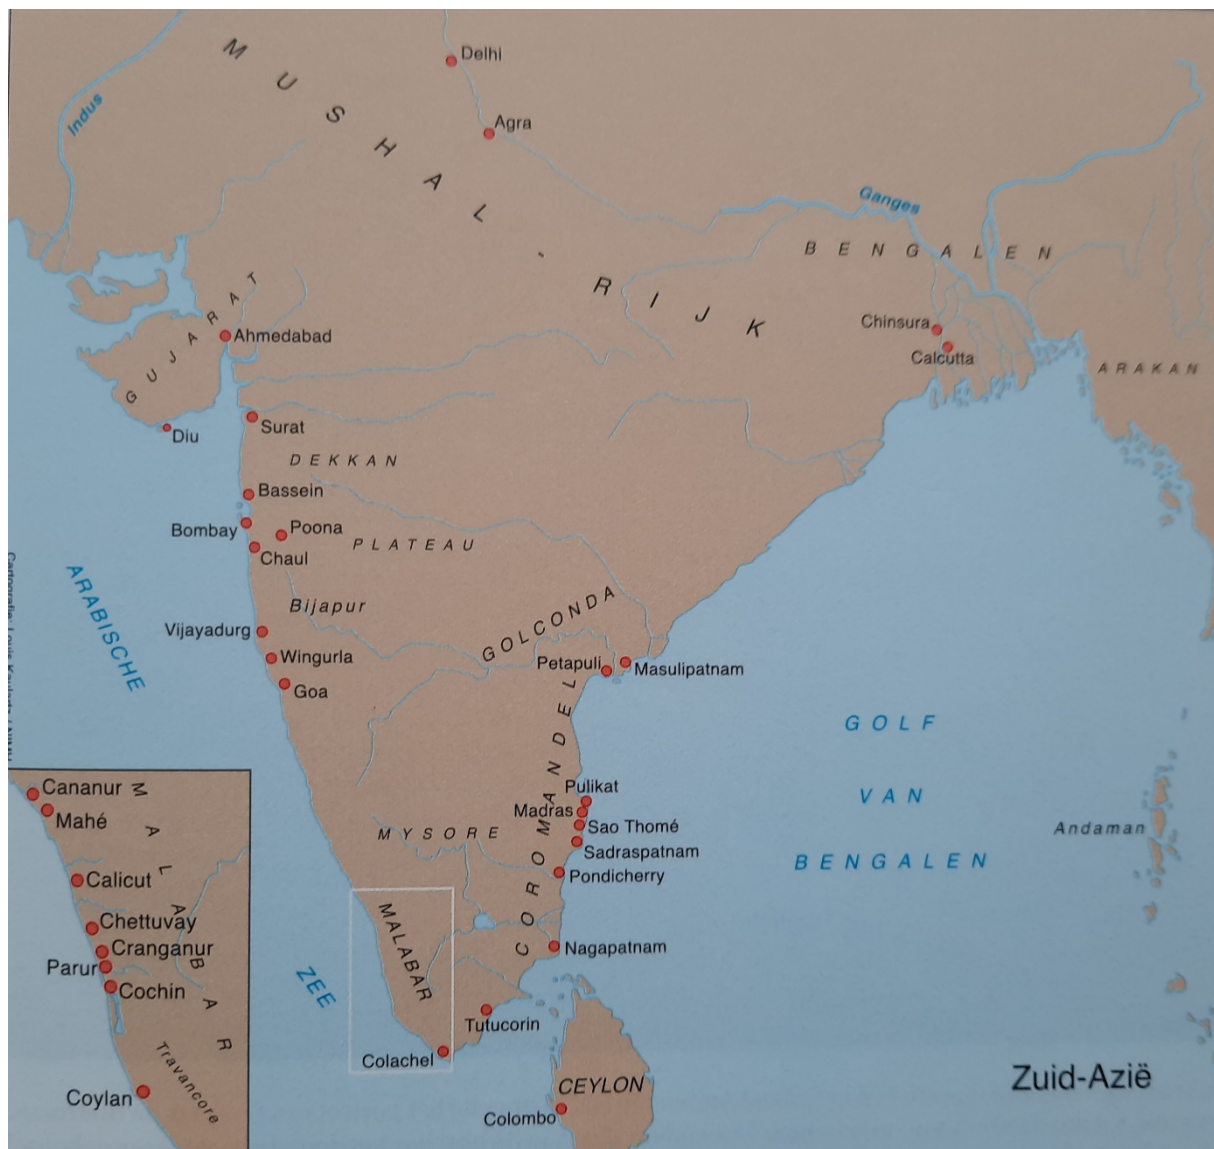 Delhi
Agra
Indus
MUSHAL-RIJK
Ganges
BENGALEN
GUJARAT
Ahmedabad
Chinsura
Calcutta
ARAKAN
Diu
Surat
DEKKAN
Bassein
Bombay
Poona
PLATEAU
Chaul
ARABISCHE
Bijapur
GOLCONDA
Vijayadurg
Wingurla
Petapuli
Masulipatnam
Goa
GOLF
VAN
BENGALEN
Pulikat
Madras
Sao Thomé
MYSORE
Sadraspatnam
Pondicherry
COROMANDEL
Andaman
MALABAR
Nagapatnam
ZEE
Tutucorin
Colachel
CEYLON
Colombo
Zuid-Azië
Cananur
Mahé
MALABAR
Calicut
Chettuvay
Cranganur
Parur
Cochin
Travancore
Coylan